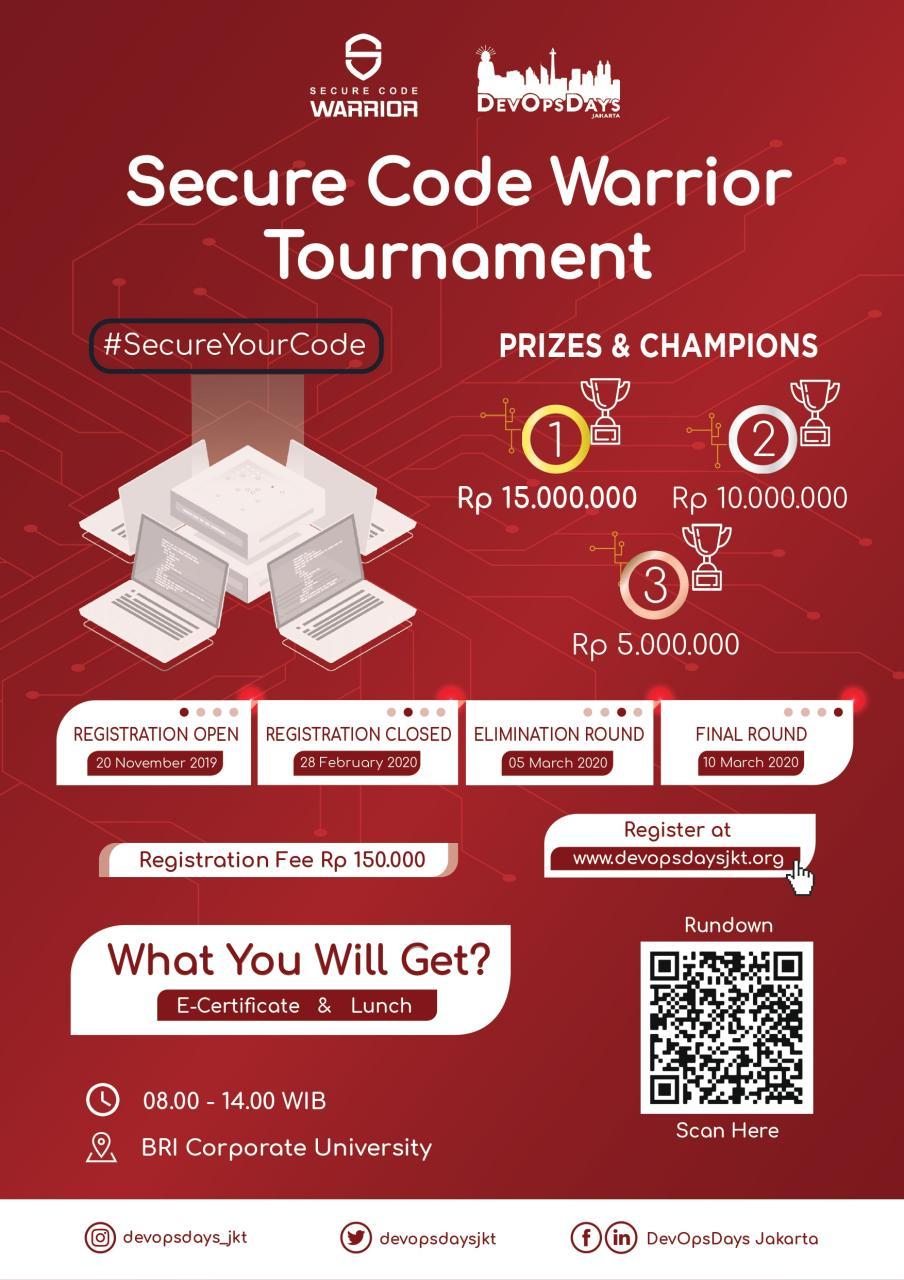 SECURE CODE
WARRIOR
DEVOPSDAYS
JAKARTA
Secure Code Warrior
Tournament
#SecureYourCode
PRIZES & CHAMPIONS
1
Rp 15.000.000
2
Rp 10.000.000
3
Rp 5.000.000
REGISTRATION OPEN
20 November 2019
REGISTRATION CLOSED
28 February 2020
ELIMINATION ROUND
05 March 2020
FINAL ROUND
10 March 2020
Registration Fee Rp 150.000
Register at
www.devopsdaysjkt.org
What You Will Get?
E-Certificate & Lunch
Rundown
Scan Here
08.00 - 14.00 WIB
BRI Corporate University
devopsdays_jkt
devopsdaysjkt
DevOpsDays Jakarta